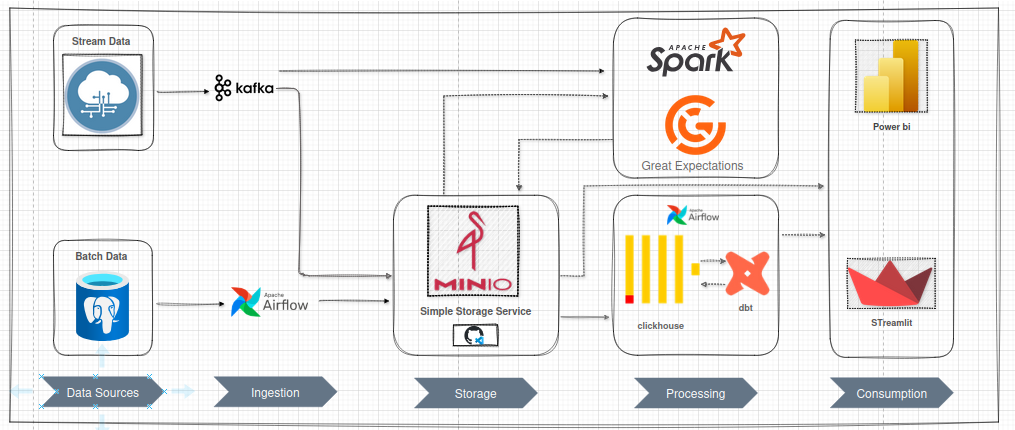 Stream Data
kafka
Batch Data
Apache
Airflow
MINIO
Simple Storage Service
APACHE
Spark
Great Expectations
Apache
Airflow
clickhouse
dbt
Power bi
STreamlit
Data Sources
Ingestion
Storage
Processing
Consumption